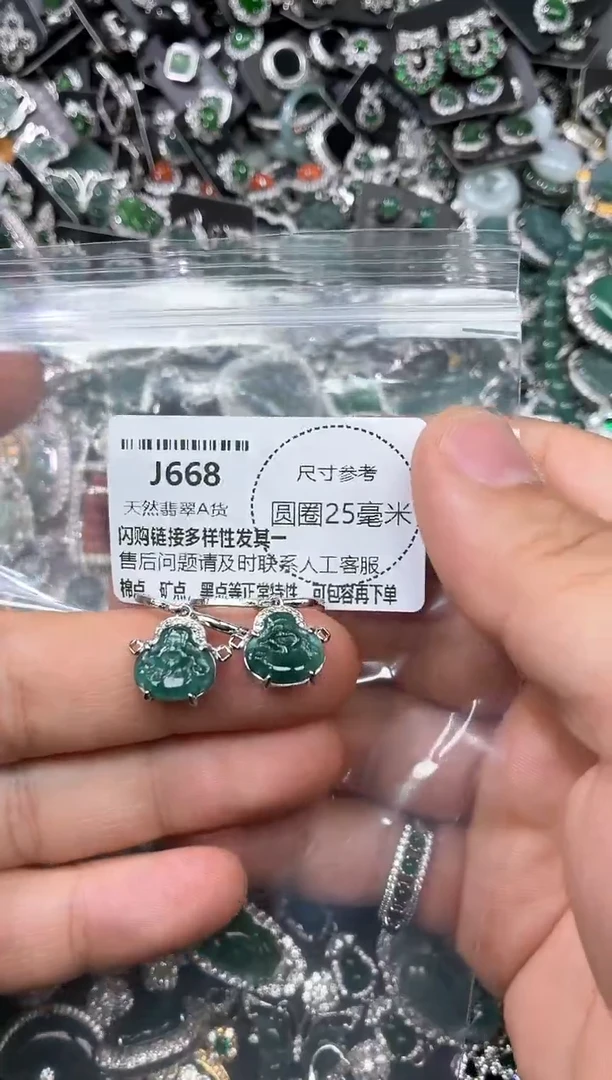 J668
尺寸参考
天然翡翠A货
圆圈25毫米
闪购链接多样性发其一
售后问题请及时联系人工客服
棉点，矿点，黑点等正常特性，可包容再下单